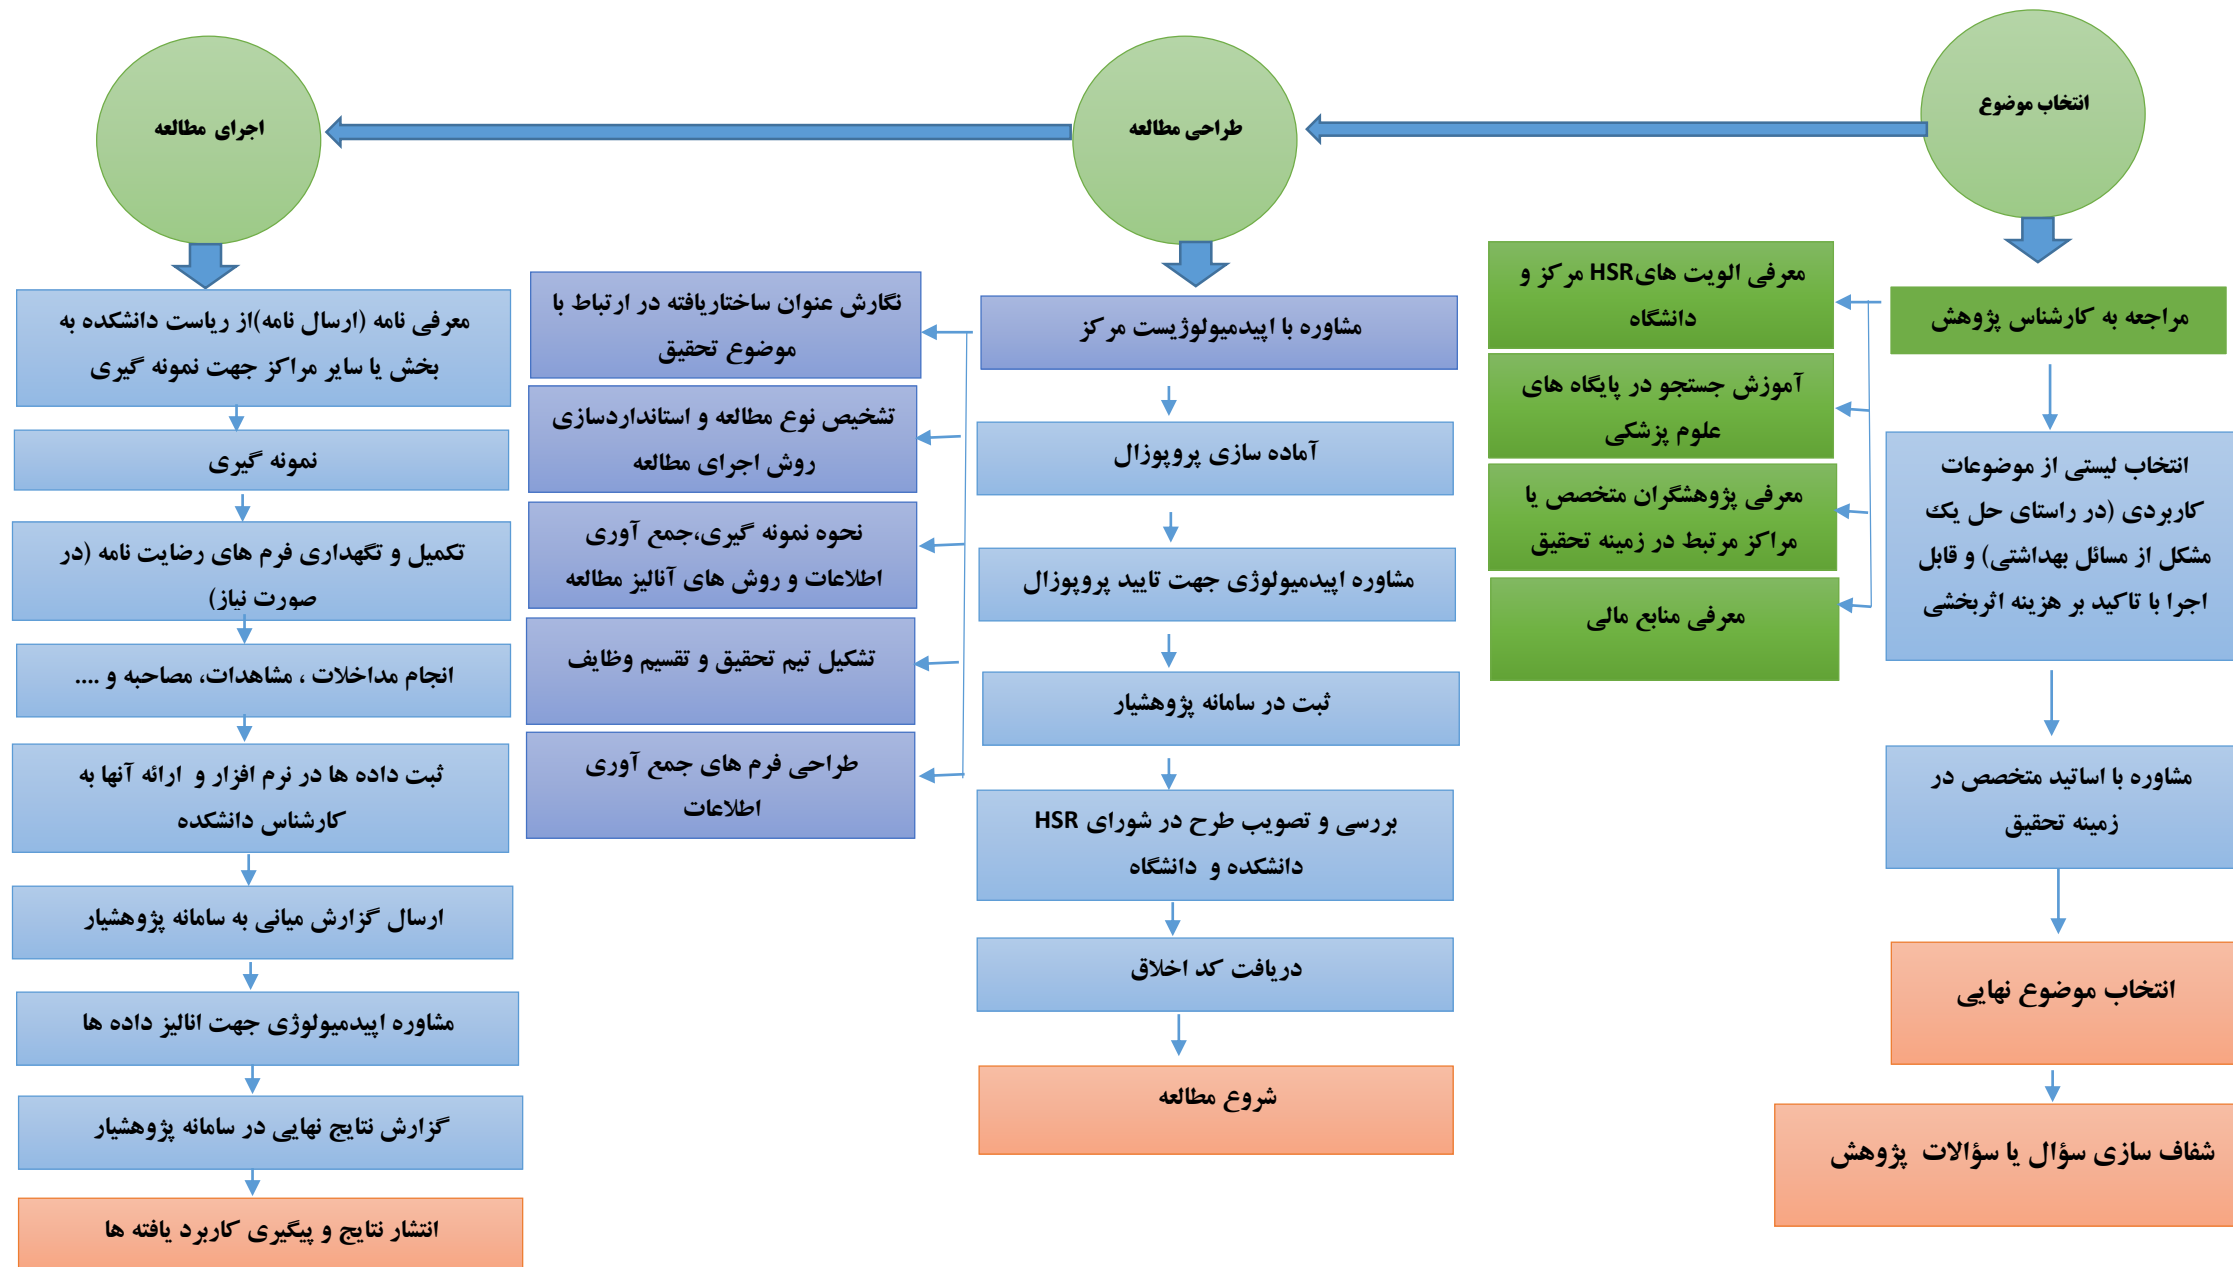 انتخاب موضوع
طراحی مطالعه
اجرای مطالعه
مراجعه به کارشناس پژوهش
معرفی الویت هایHSR مرکز و
دانشگاه
آموزش جستجو در پایگاه های
علوم پزشکی
معرفی پژوهشگران متخصص یا
مراکز مرتبط در زمینه تحقیق
معرفی منابع مالی
انتخاب لیستی از موضوعات
کاربردی (در راستای حل یک
مشکل از مسائل بهداشتی) و قابل
اجرا با تاکید بر هزینه اثربخشی
مشاوره با اساتید متخصص در
زمینه تحقیق
انتخاب موضوع نهایی
شفاف سازی سؤال یا سؤالات پژوهش
مشاوره با اپیدمیولوژیست مرکز
نگارش عنوان ساختاریافته در ارتباط با
موضوع تحقیق
تشخیص نوع مطالعه و استانداردسازی
روش اجرای مطالعه
نحوه نمونه گیری،جمع آوری
اطلاعات و روش های آنالیز مطالعه
تشکیل تیم تحقیق و تقسیم وظایف
طراحی فرم های جمع آوری
اطلاعات
آماده سازی پروپوزال
مشاوره اپیدمیولوژی جهت تایید پروپوزال
ثبت در سامانه پژوهشیار
بررسی و تصویب طرح در شورای HSR
دانشکده و دانشگاه
دریافت کد اخلاق
شروع مطالعه
معرفی نامه (ارسال نامه)از ریاست دانشکده به
بخش یا سایر مراکز جهت نمونه گیری
نمونه گیری
تکمیل و تگهداری فرم های رضایت نامه (در
صورت نیاز)
انجام مداخلات ، مشاهدات، مصاحبه و ....
ثبت داده ها در نرم افزار و ارائه آنها به
کارشناس دانشکده
ارسال گزارش میانی به سامانه پژوهشیار
مشاوره اپیدمیولوژی جهت انالیز داده ها
گزارش نتایج نهایی در سامانه پژوهشیار
انتشار نتایج و پیگیری کاربرد یافته ها